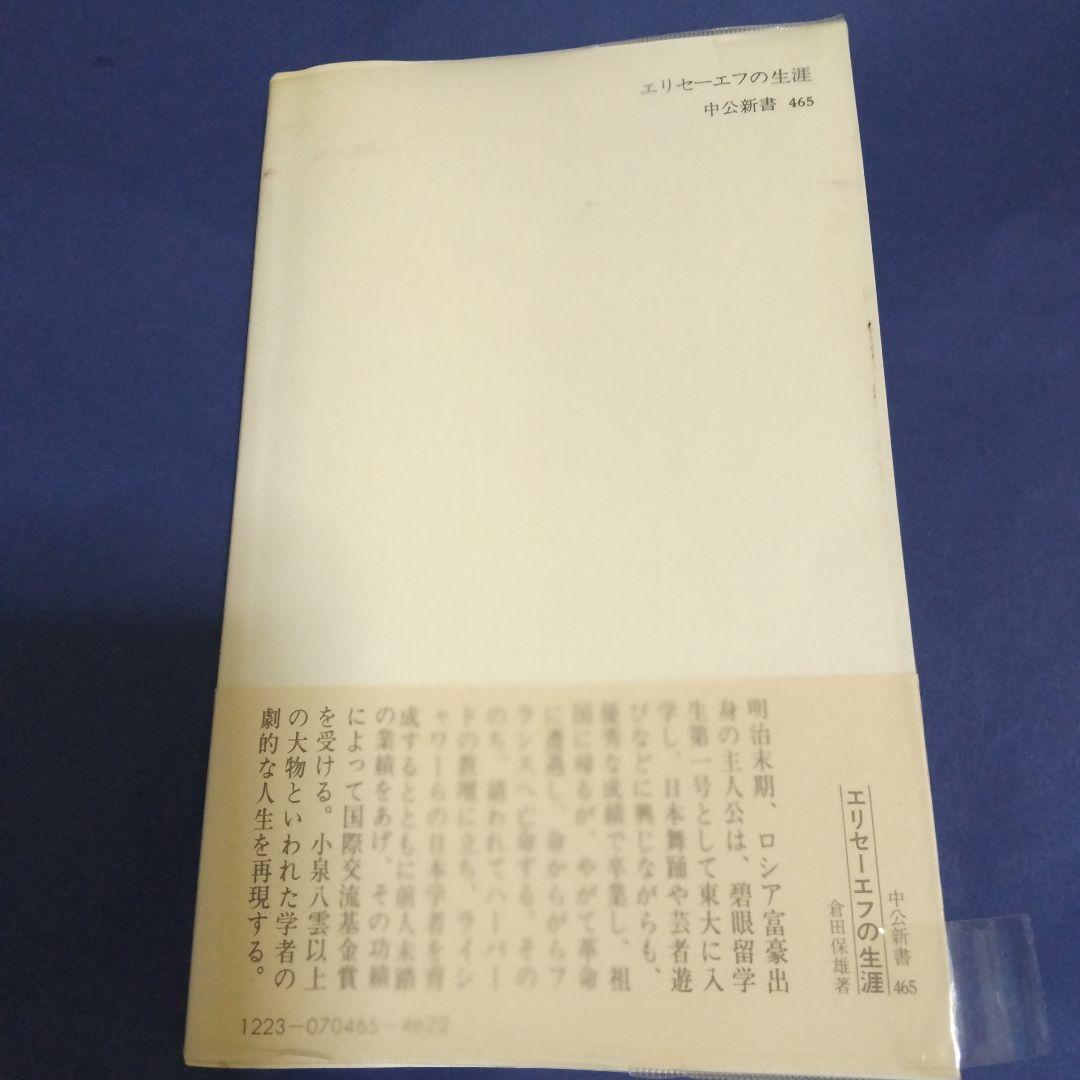 エリセーエフの生涯
中公新書 465
中公新書 465
エリセーエフの生涯
倉田保雄著
明治末期、ロシア富豪出
身の主人公は、碧眼留学
生第一号として東大に入
学し、日本舞踊や芸者遊
びなどに興じながらも、
優秀な成績で卒業し、祖
国に帰るが、やがて革命
に遭遇し、命からがらフ
ランスへ亡命する。その
のち、請われてハーバー
ドの教壇に立ち、ライシ
ャワーらの日本学者を育
成するとともに前人未踏
の業績をあげ、その功績
によって国際交流基金賞
を受ける。小泉八雲以上
の大物といわれた学者の
劇的な人生を再現する。
1223-070465-4622